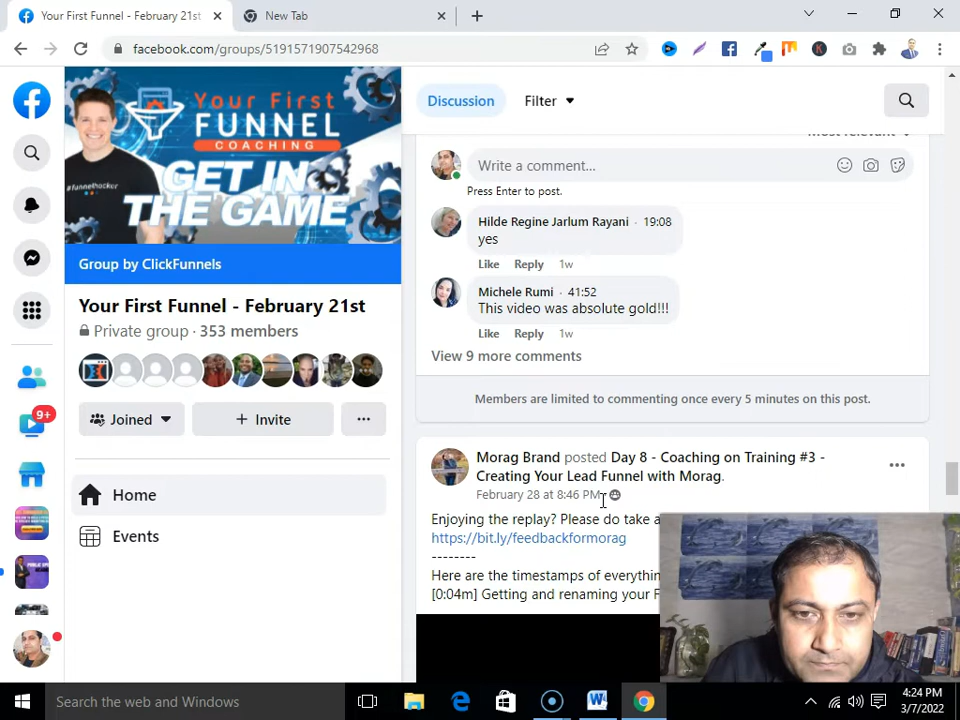 Your First Funnel - February 21st
New Tab
facebook.com/groups/5191571907542968
Your First
FUNNEL
COACHING
#funnelhacker
GET IN
THE GAME
Group by ClickFunnels
Your First Funnel - February 21st
Private group · 353 members
Joined
+ Invite
Home
Events
9+
Discussion
Filter
Most relevant
Write a comment...
Press Enter to post.
Hilde Regine Jarlum Rayani · 19:08
yes
Like Reply 1w
Michele Rumi · 41:52
This video was absolute gold!!!
Like Reply 1w
View 9 more comments
Members are limited to commenting once every 5 minutes on this post.
Morag Brand posted Day 8 - Coaching on Training #3 -
Creating Your Lead Funnel with Morag.
February 28 at 8:46 PM
Enjoying the replay? Please do take a
https://bit.ly/feedbackformorag
--------
Here are the timestamps of everythin
[0:04m] Getting and renaming your F
Search the web and Windows
4:24 PM
3/7/2022